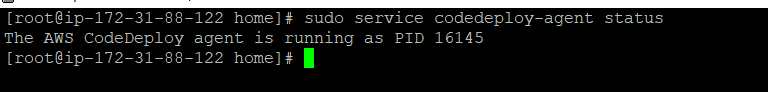 [root@ip-172-31-88-122 home]# sudo service codedeploy-agent status
The AWS CodeDeploy agent is running as PID 16145
[root@ip-172-31-88-122 home]#